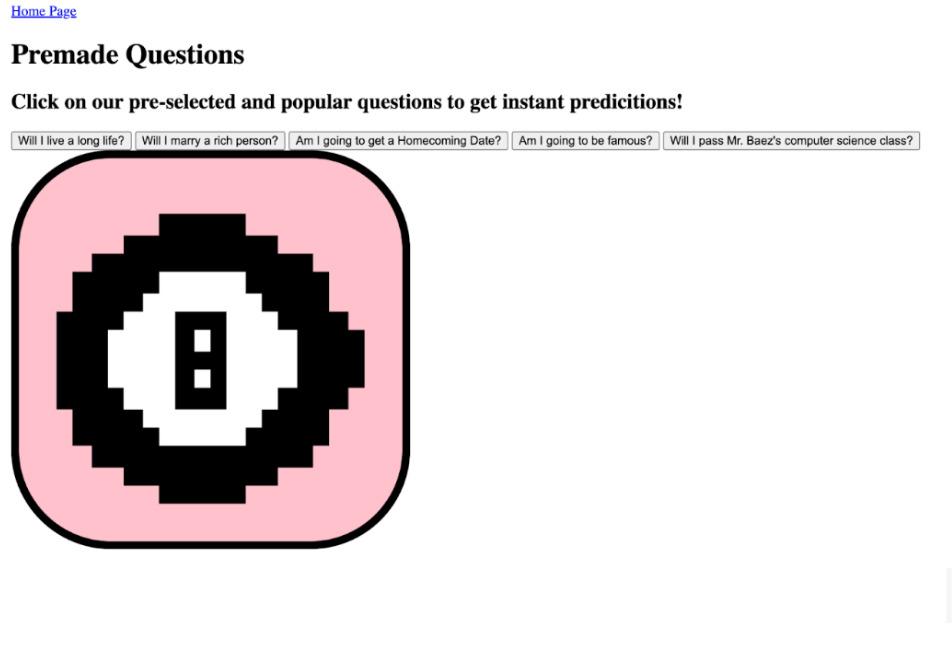 Home Page
Premade Questions
Click on our pre-selected and popular questions to get instant predicitions!
Will I live a long life? Will I marry a rich person? Am I going to get a Homecoming Date? Am I going to be famous? Will I pass Mr. Baez's computer science class?
8